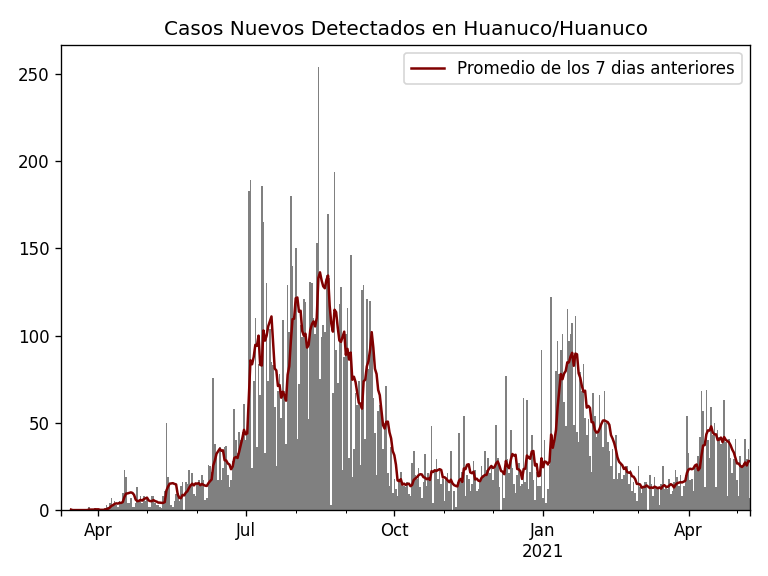 Casos Nuevos Detectados en Huanuco/Huanuco
Promedio de los 7 dias anteriores
250
200
150
100
50
0
Apr Jul Oct Jan Apr
2021